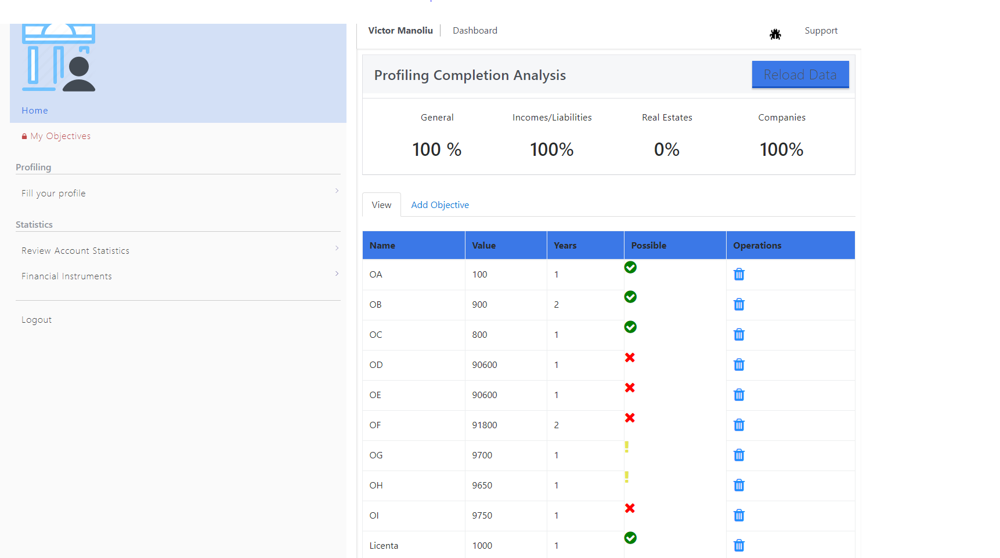 Victor Manoliu
Dashboard
Support
Home
My Objectives
Profiling
Fill your profile
Statistics
Review Account Statistics
Financial Instruments
Logout
Profiling Completion Analysis
Reload Data
General Incomes/Liabilities Real Estates Companies
100 % 100% 0% 100%
View Add Objective
Name Value Years Possible Operations
OA 100 1
OB 900 2
OC 800 1
OD 90600 1
OE 90600 1
OF 91800 2
OG 9700 1
OH 9650 1
OI 9750 1
Licenta 1000 1